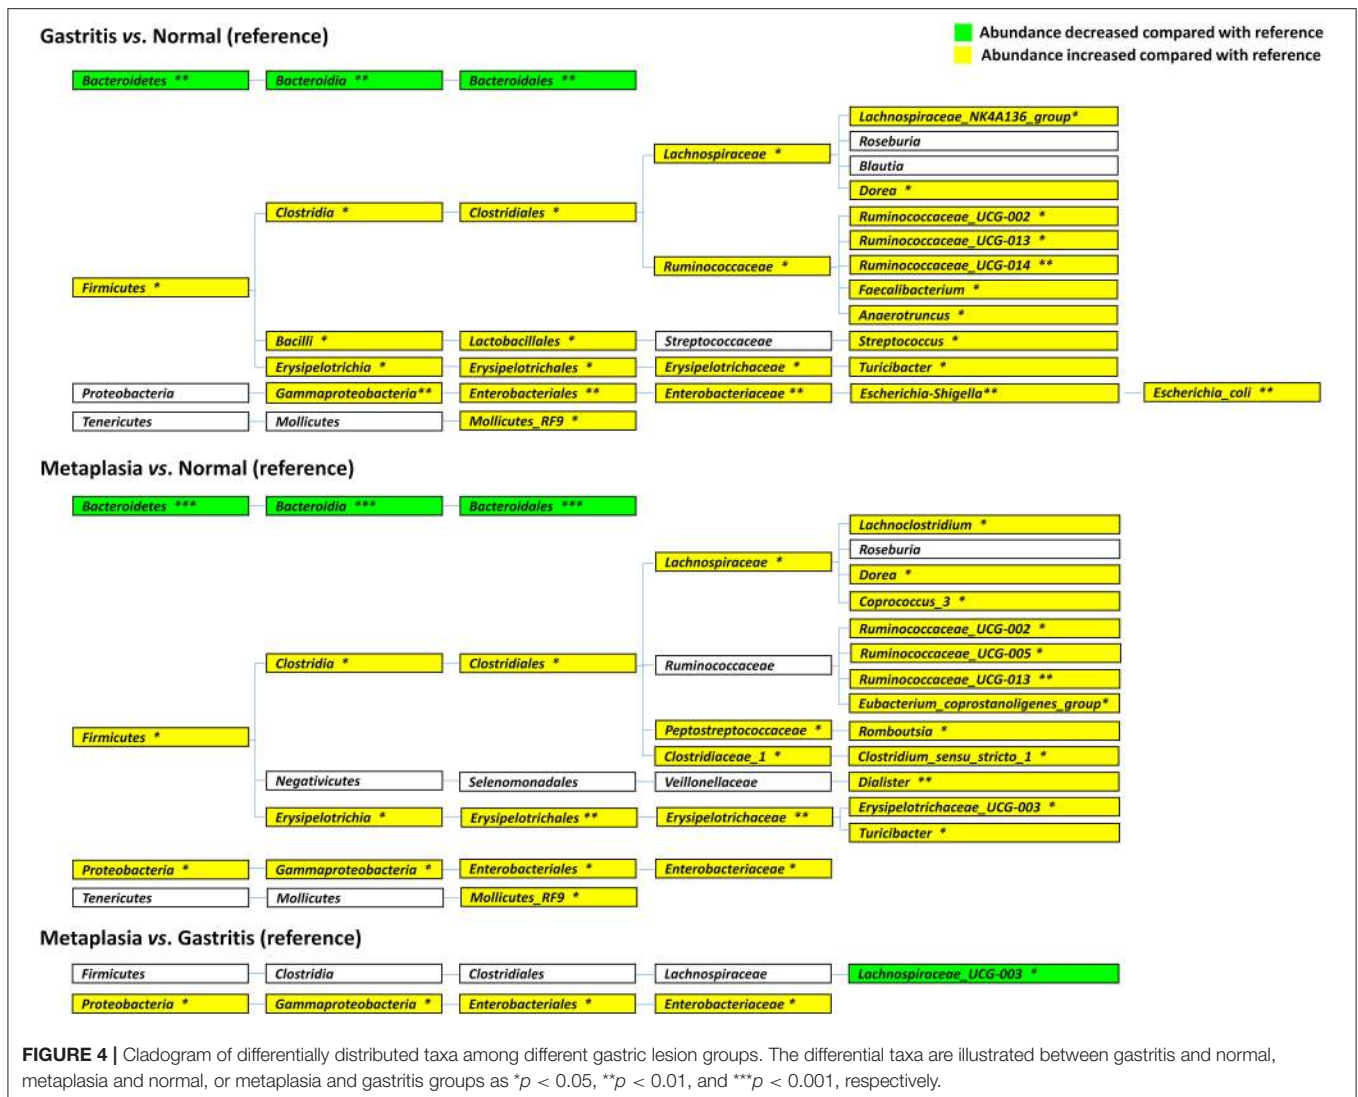 Gastritis vs. Normal (reference)
Abundance decreased compared with reference
Abundance increased compared with reference
Bacteroidetes ** Bacteroidia ** Bacteroidales **
Lachnospiraceae_NK4A136_group*
Roseburia
Lachnospiraceae *
Blautia
Dorea *
Clostridia * Clostridiales *
Ruminococcaceae_UCG-002 *
Ruminococcaceae_UCG-013 *
Ruminococcaceae * Ruminococcaceae_UCG-014 **
Firmicutes *
Faecalibacterium *
Anaerotruncus *
Bacilli * Lactobacillales * Streptococcaceae Streptococcus *
Erysipelotrichia * Erysipelotrichales * Erysipelotrichaceae * Turicibacter *
Proteobacteria Gammaproteobacteria** Enterobacteriales ** Enterobacteriaceae ** Escherichia-Shigella** Escherichia_coli **
Tenericutes Mollicutes Mollicutes_RF9 *
Metaplasia vs. Normal (reference)
Bacteroidetes *** Bacteroidia *** Bacteroidales ***
Lachnoclostridium *
Roseburia
Lachnospiraceae *
Dorea *
Coprococcus_3 *
Ruminococcaceae_UCG-002 *
Ruminococcaceae_UCG-005 *
Clostridia * Clostridiales * Ruminococcaceae
Ruminococcaceae_UCG-013 **
Eubacterium_coprostanoligenes_group*
Peptostreptococcaceae * Romboutsia *
Firmicutes *
Clostridiaceae_1 * Clostridium_sensu_stricto_1 *
Negativicutes Selenomonadales Veillonellaceae Dialister **
Erysipelotrichaceae_UCG-003 *
Erysipelotrichia * Erysipelotrichales ** Erysipelotrichaceae **
Turicibacter *
Proteobacteria * Gammaproteobacteria * Enterobacteriales * Enterobacteriaceae *
Tenericutes Mollicutes Mollicutes_RF9 *
Metaplasia vs. Gastritis (reference)
Firmicutes Clostridia Clostridiales Lachnospiraceae Lachnospiraceae_UCG-003 *
Proteobacteria * Gammaproteobacteria * Enterobacteriales * Enterobacteriaceae *
FIGURE 4 | Cladogram of differentially distributed taxa among different gastric lesion groups. The differential taxa are illustrated between gastritis and normal,
metaplasia and normal, or metaplasia and gastritis groups as *p < 0.05, **p < 0.01, and ***p < 0.001, respectively.